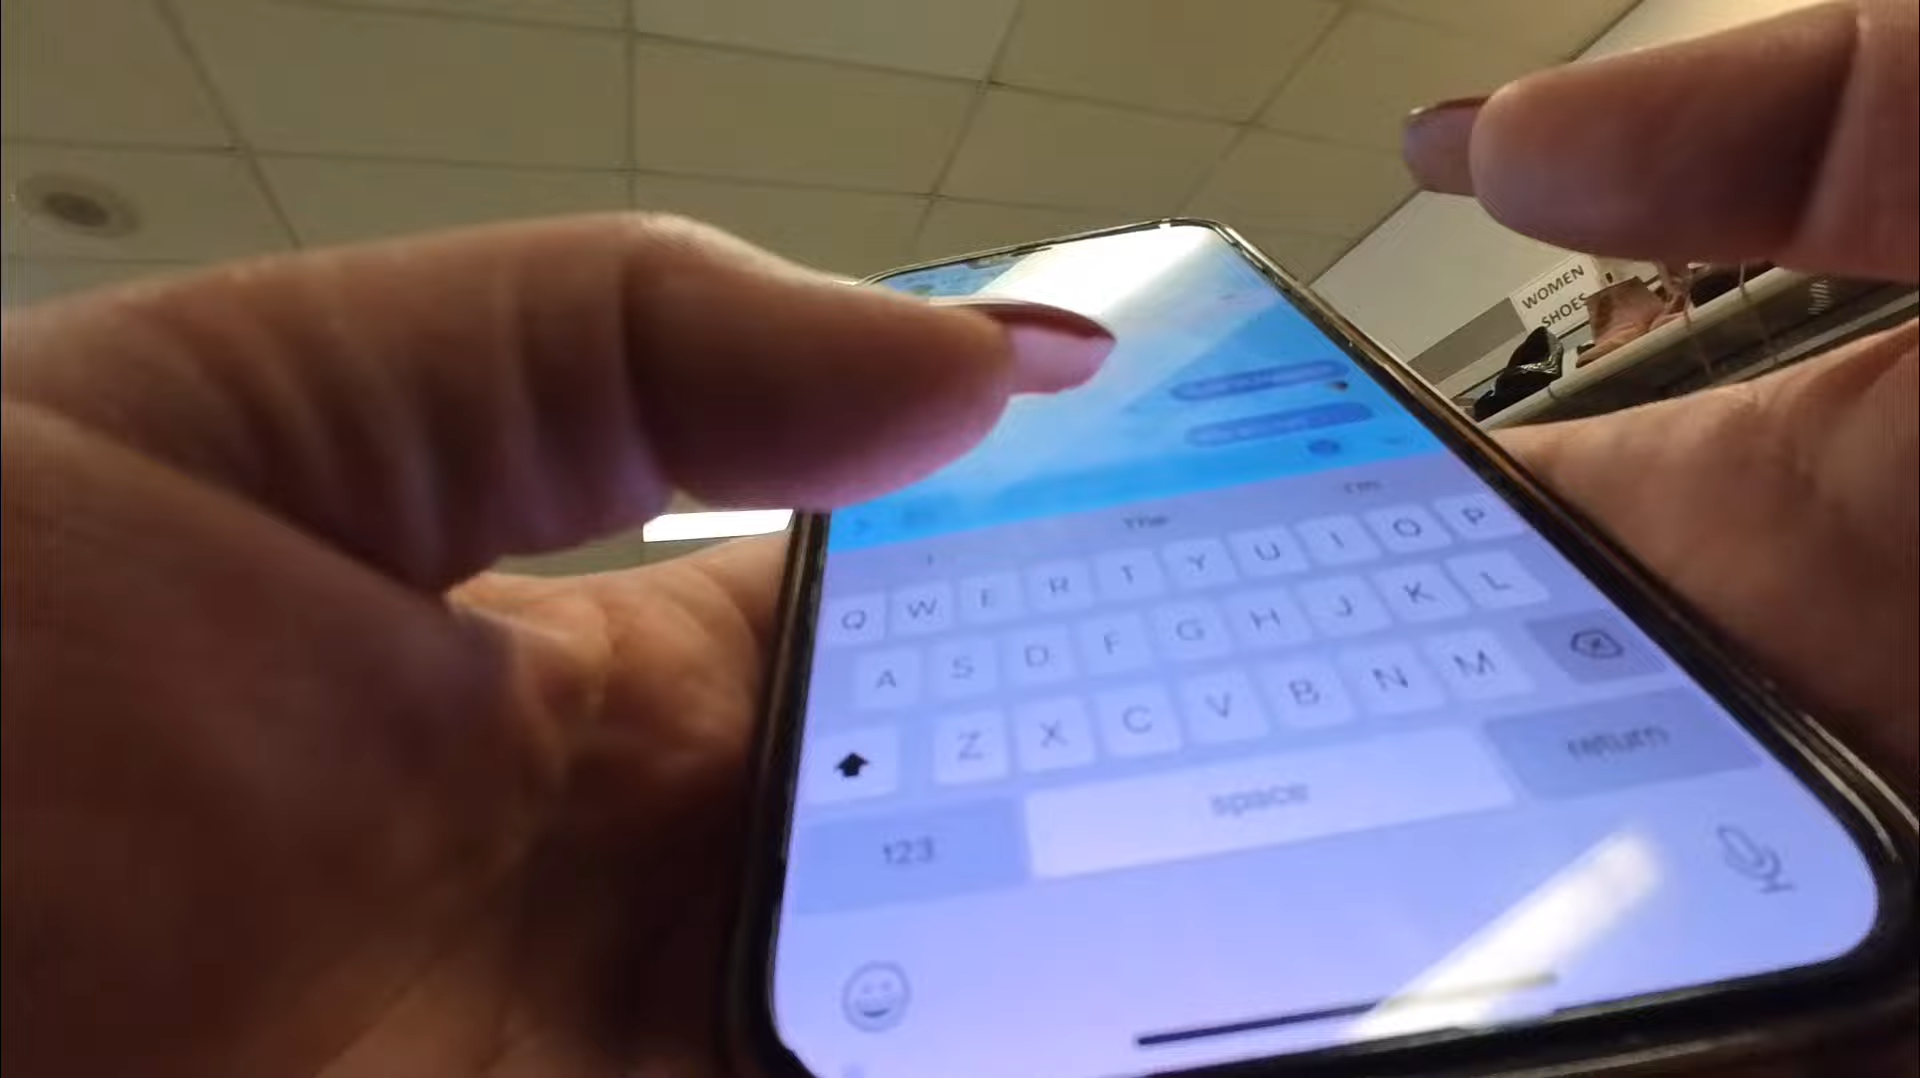 WOMEN
SHOES
I The I'm
Q W E R T Y U I O P
A S D F G H J K L
Z X C V B N M
return
123 space